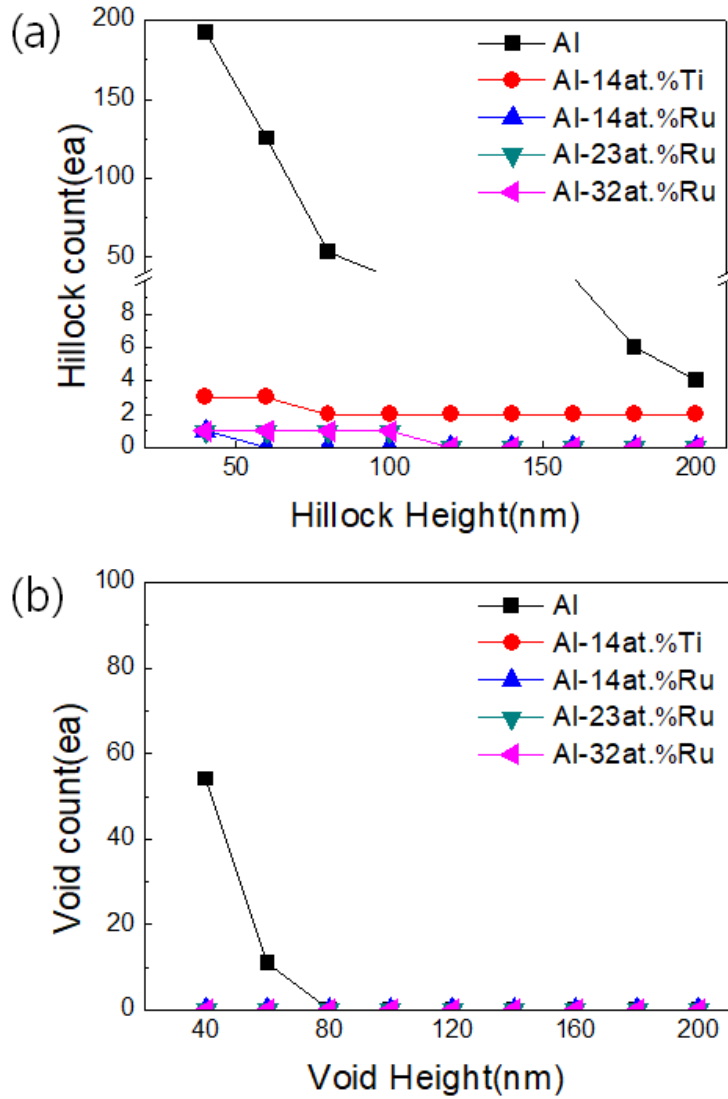 (a)
Hillock count(ea)
200
150
100
50
8
6
4
2
0
Al
Al-14at.%Ti
Al-14at.%Ru
Al-23at.%Ru
Al-32at.%Ru
50 100 150 200
Hillock Height(nm)
(b)
Void count(ea)
100
80
60
40
20
0
Al
Al-14at.%Ti
Al-14at.%Ru
Al-23at.%Ru
Al-32at.%Ru
40 80 120 160 200
Void Height(nm)